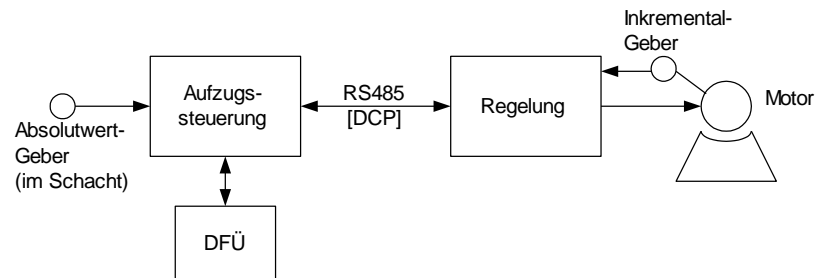 Inkremental-
Geber
Aufzugs-
steuerung
RS485
[DCP]
Regelung
Motor
Absolutwert-
Geber
(im Schacht)
DFÜ